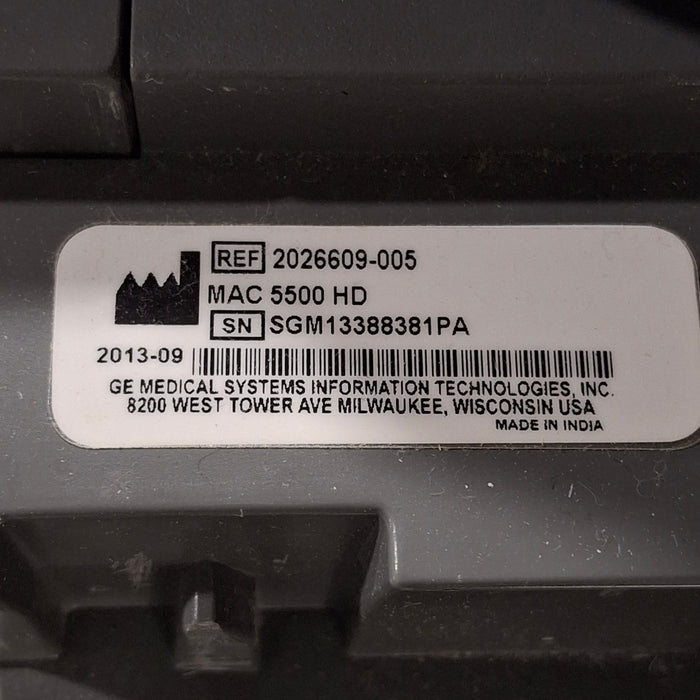 REF 2026609-005
MAC 5500 HD
SN SGM13388381PA
2013-09
GE MEDICAL SYSTEMS INFORMATION TECHNOLOGIES, INC.
8200 WEST TOWER AVE MILWAUKEE, WISCONSIN USA
MADE IN INDIA